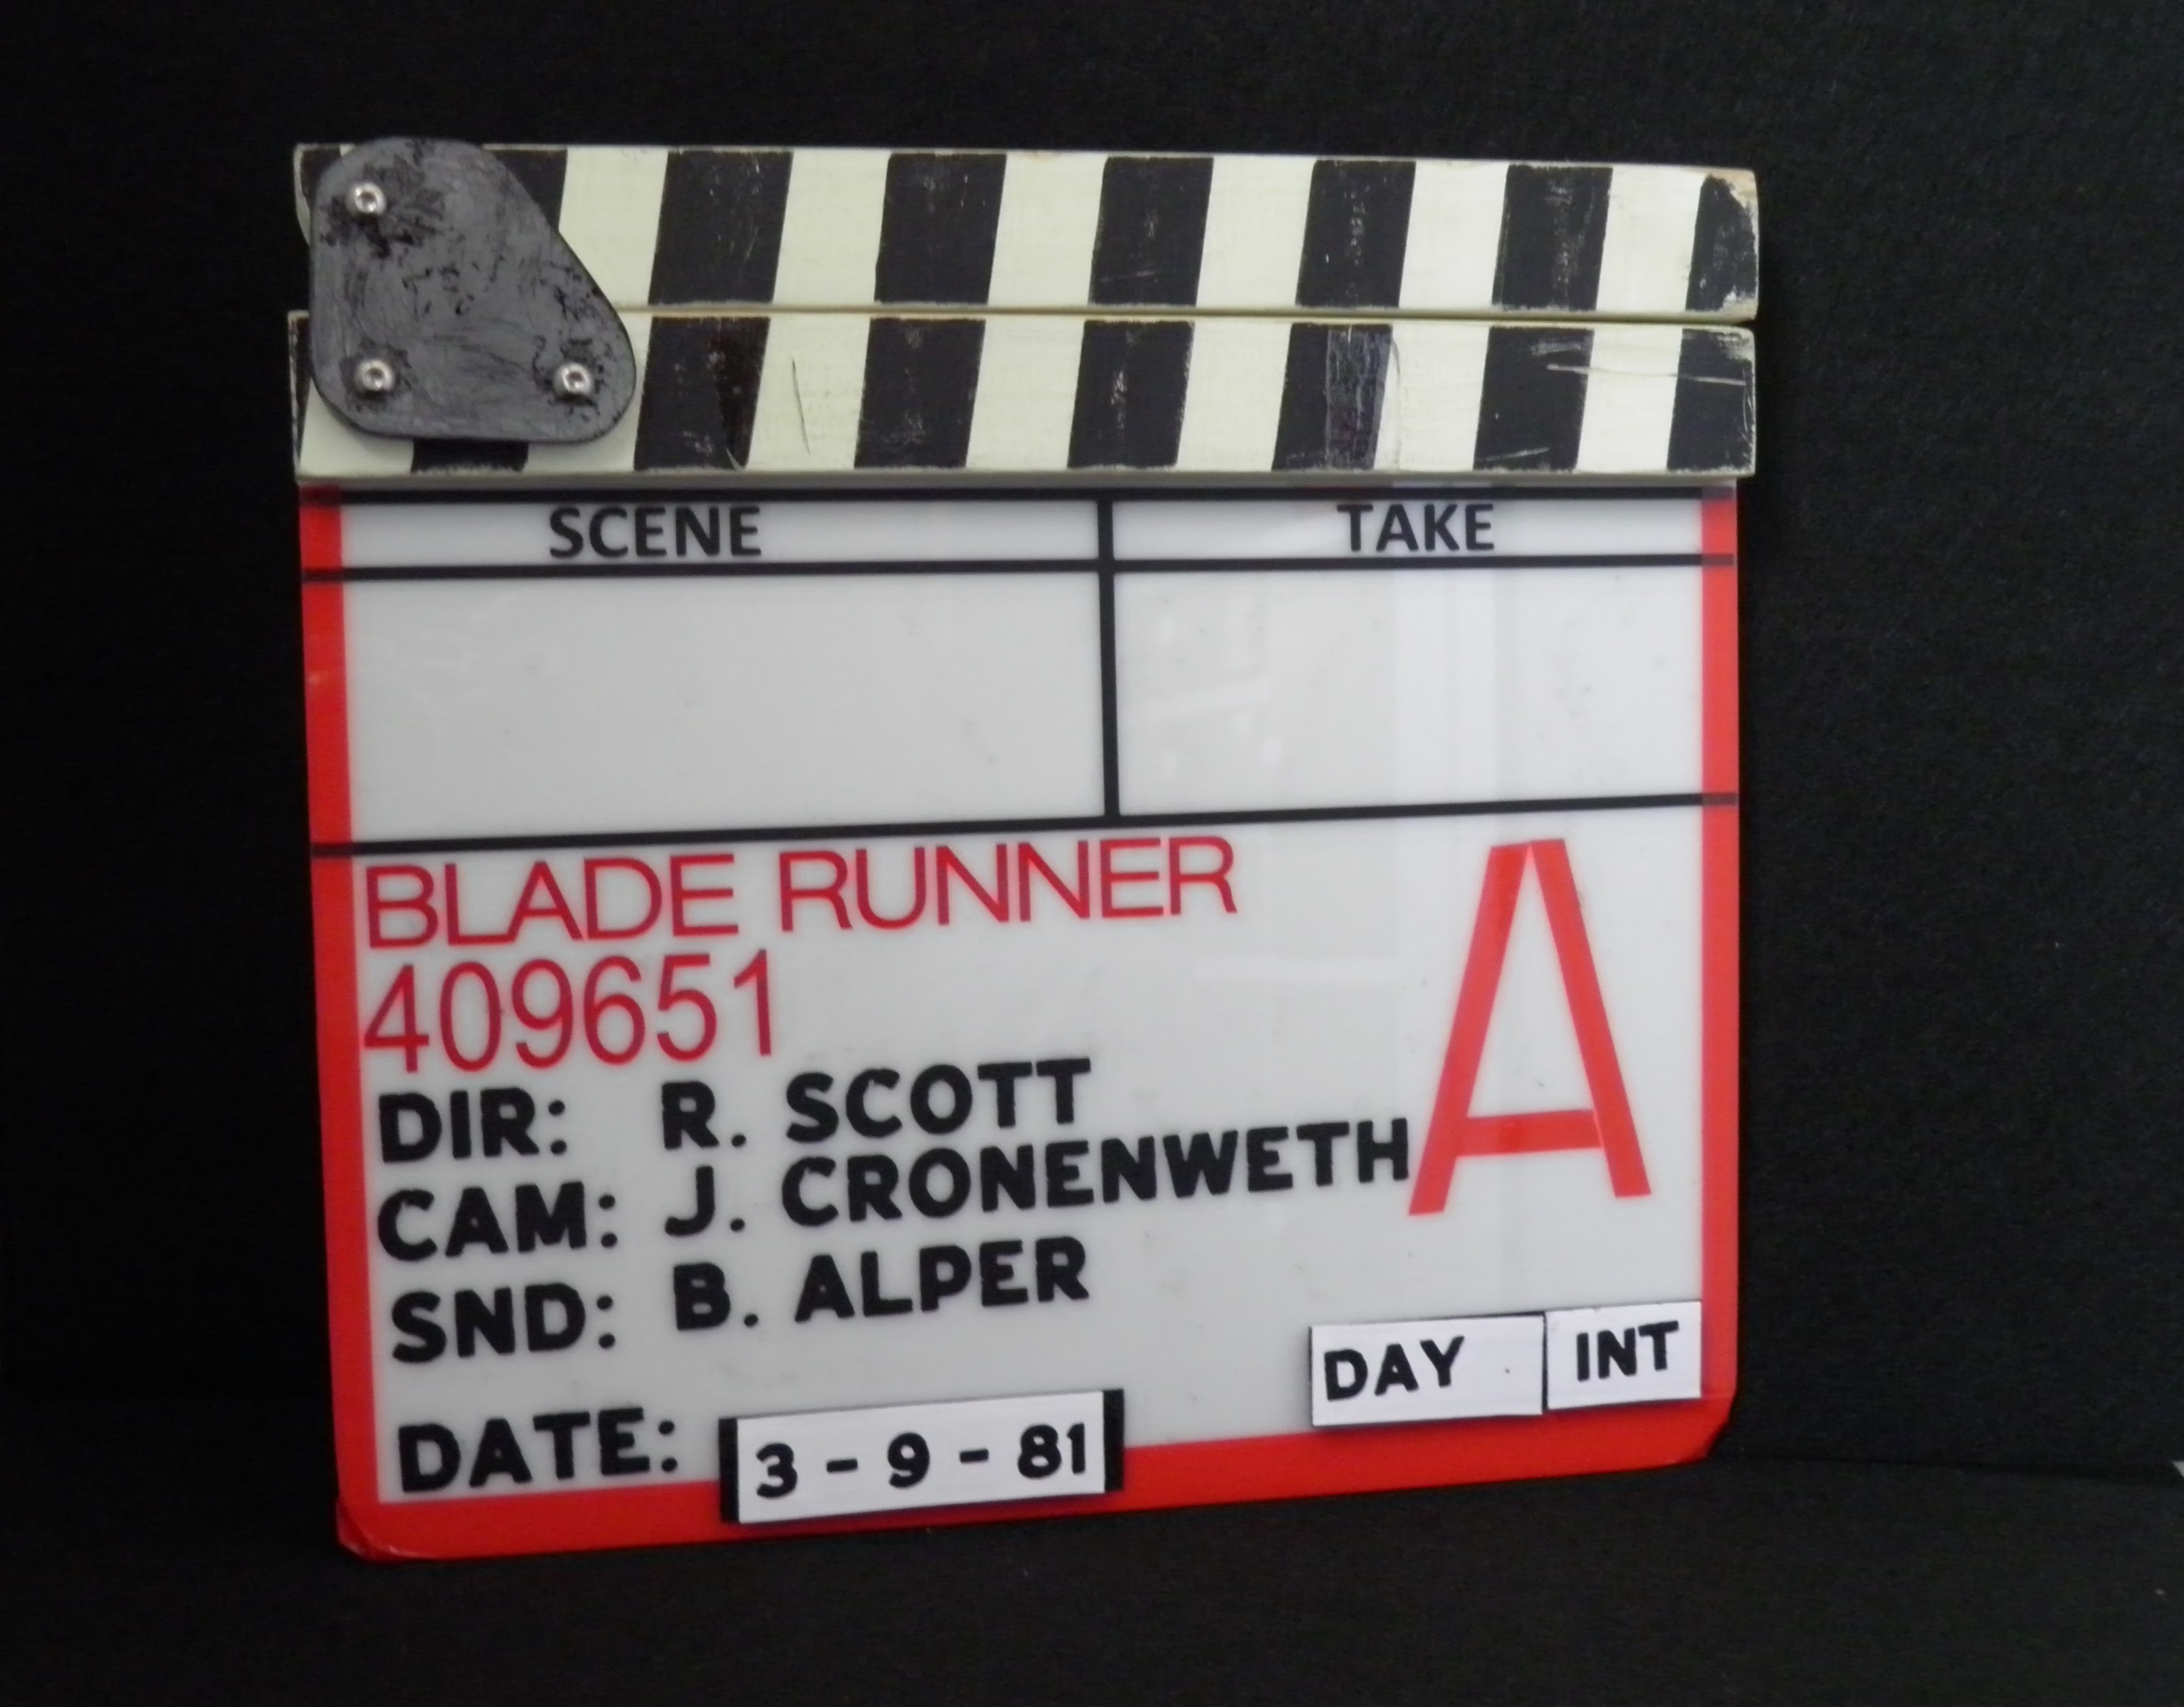 SCENE TAKE
BLADE RUNNER
A
409651
DIR: R. SCOTT
CAM: J. CRONENWETH
SND: B. ALPER
DAY INT
DATE: 3 - 9 - 81